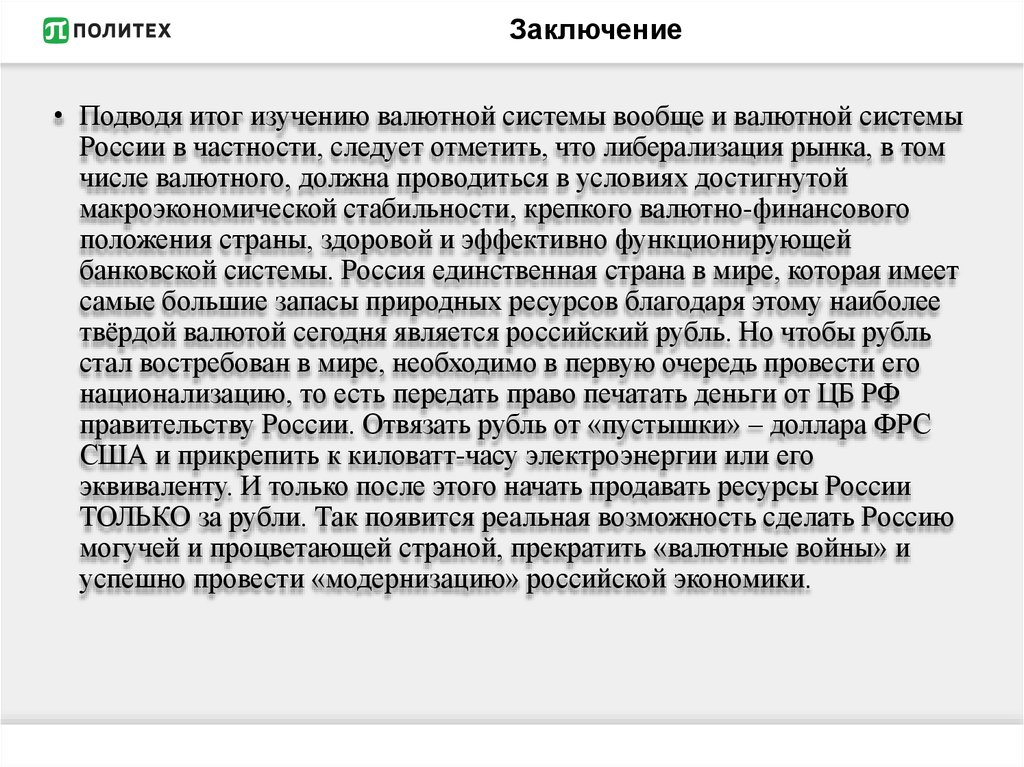 ПОЛИТЕХ
Заключение
• Подводя итог изучению валютной системы вообще и валютной системы
России в частности, следует отметить, что либерализация рынка, в том
числе валютного, должна проводиться в условиях достигнутой
макроэкономической стабильности, крепкого валютно-финансового
положения страны, здоровой и эффективно функционирующей
банковской системы. Россия единственная страна в мире, которая имеет
самые большие запасы природных ресурсов благодаря этому наиболее
твёрдой валютой сегодня является российский рубль. Но чтобы рубль
стал востребован в мире, необходимо в первую очередь провести его
национализацию, то есть передать право печатать деньги от ЦБ РФ
правительству России. Отвязать рубль от «пустышки» – доллара ФРС
США и прикрепить к киловатт-часу электроэнергии или его
эквиваленту. И только после этого начать продавать ресурсы России
ТОЛЬКО за рубли. Так появится реальная возможность сделать Россию
могучей и процветающей страной, прекратить «валютные войны» и
успешно провести «модернизацию» российской экономики.